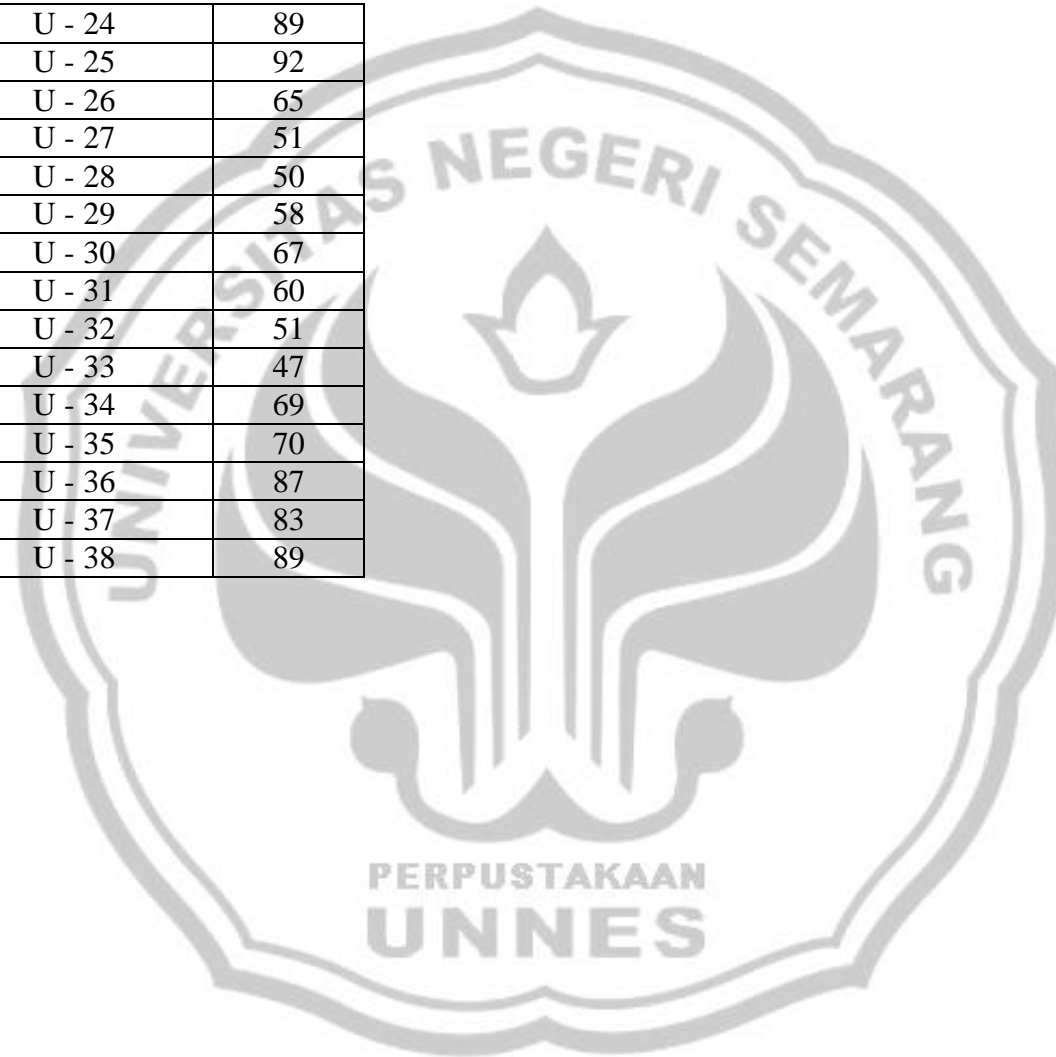 U - 24 89
U - 25 92
U - 26 65
U - 27 51
U - 28 50
U - 29 58
U - 30 67
U - 31 60
U - 32 51
U - 33 47
U - 34 69
U - 35 70
U - 36 87
U - 37 83
U - 38 89
UNIVERSITAS NEGERI SEMARANG
PERPUSTAKAAN
UNNES